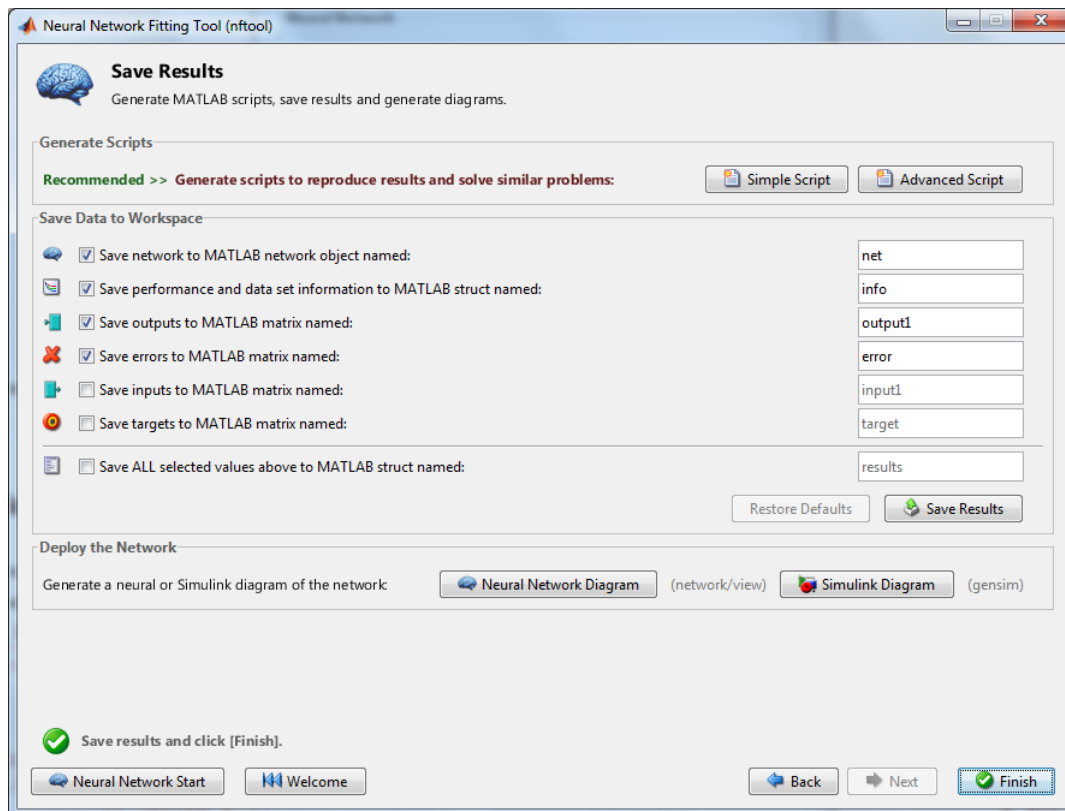 Neural Network Fitting Tool (nftool)
Save Results
Generate MATLAB scripts, save results and generate diagrams.
Generate Scripts
Recommended >> Generate scripts to reproduce results and solve similar problems: Simple Script Advanced Script
Save Data to Workspace
Save network to MATLAB network object named: net
Save performance and data set information to MATLAB struct named: info
Save outputs to MATLAB matrix named: output1
Save errors to MATLAB matrix named: error
Save inputs to MATLAB matrix named: input1
Save targets to MATLAB matrix named: target
Save ALL selected values above to MATLAB struct named: results
Restore Defaults Save Results
Deploy the Network
Generate a neural or Simulink diagram of the network: Neural Network Diagram (network/view) Simulink Diagram (gensim)
Save results and click [Finish].
Neural Network Start Welcome Back Next Finish